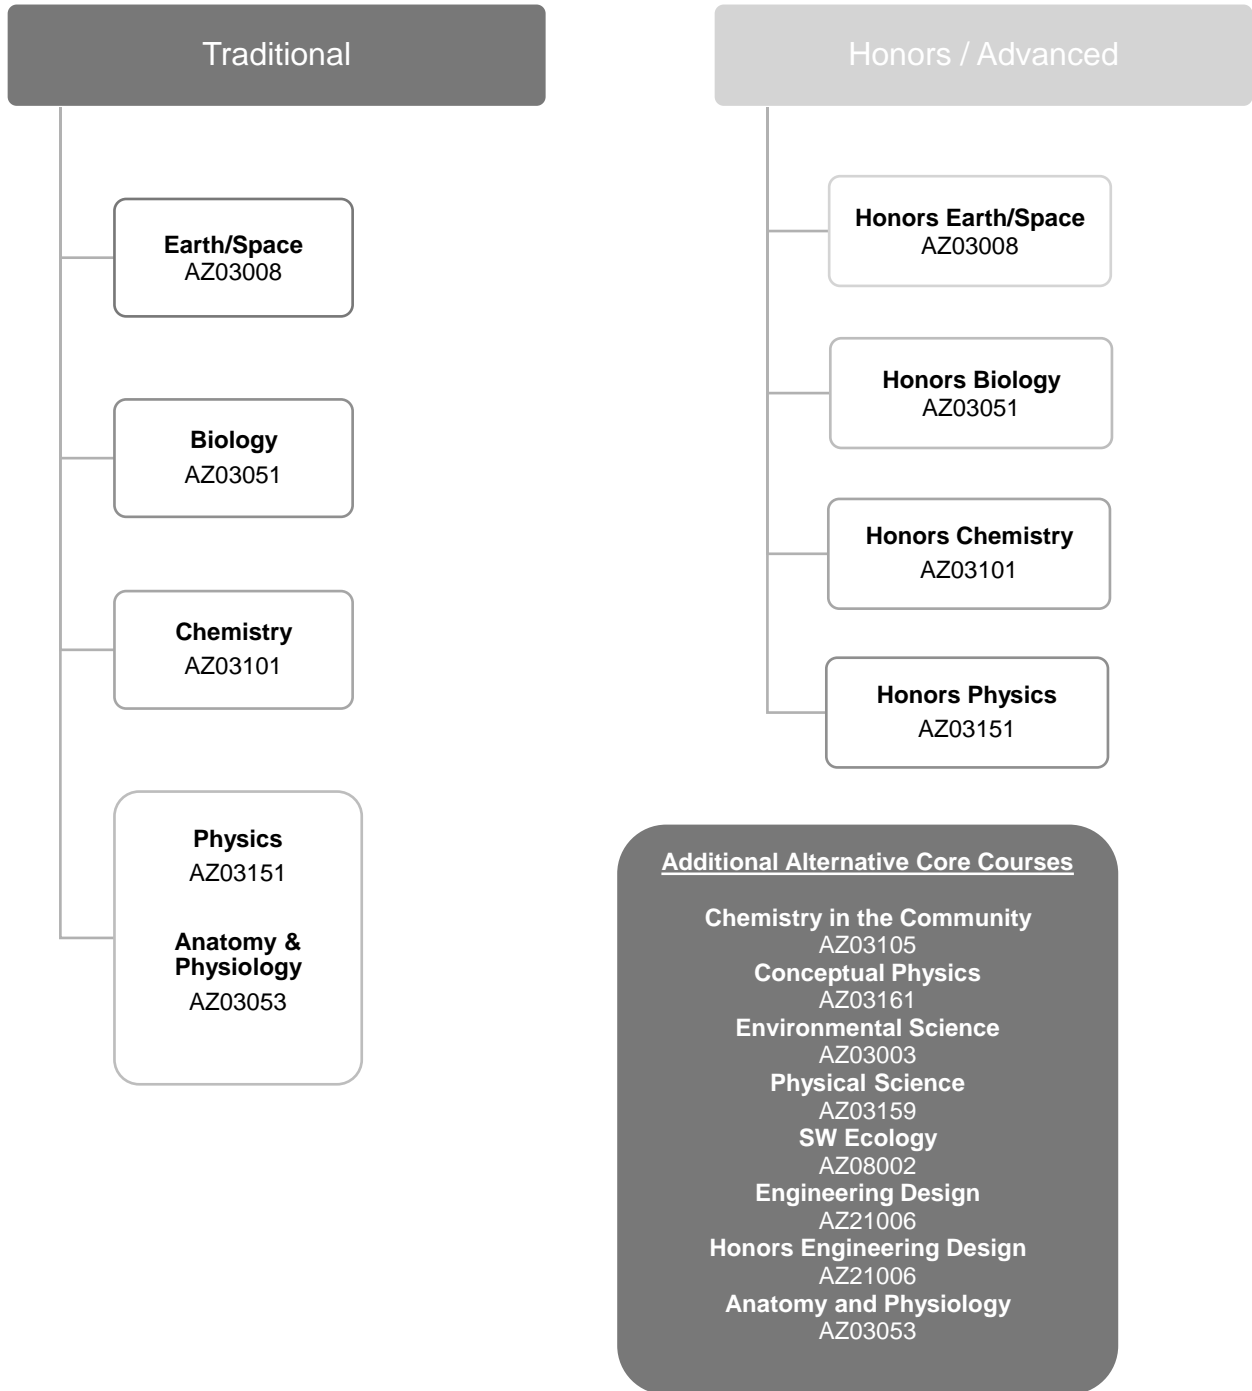 Traditional
Earth/Space
AZ03008
Biology
AZ03051
Chemistry
AZ03101
Physics
AZ03151
Anatomy &
Physiology
AZ03053
Honors / Advanced
Honors Earth/Space
AZ03008
Honors Biology
AZ03051
Honors Chemistry
AZ03101
Honors Physics
AZ03151
Additional Alternative Core Courses
Chemistry in the Community
AZ03105
Conceptual Physics
AZ03161
Environmental Science
AZ03003
Physical Science
AZ03159
SW Ecology
AZ08002
Engineering Design
AZ21006
Honors Engineering Design
AZ21006
Anatomy and Physiology
AZ03053